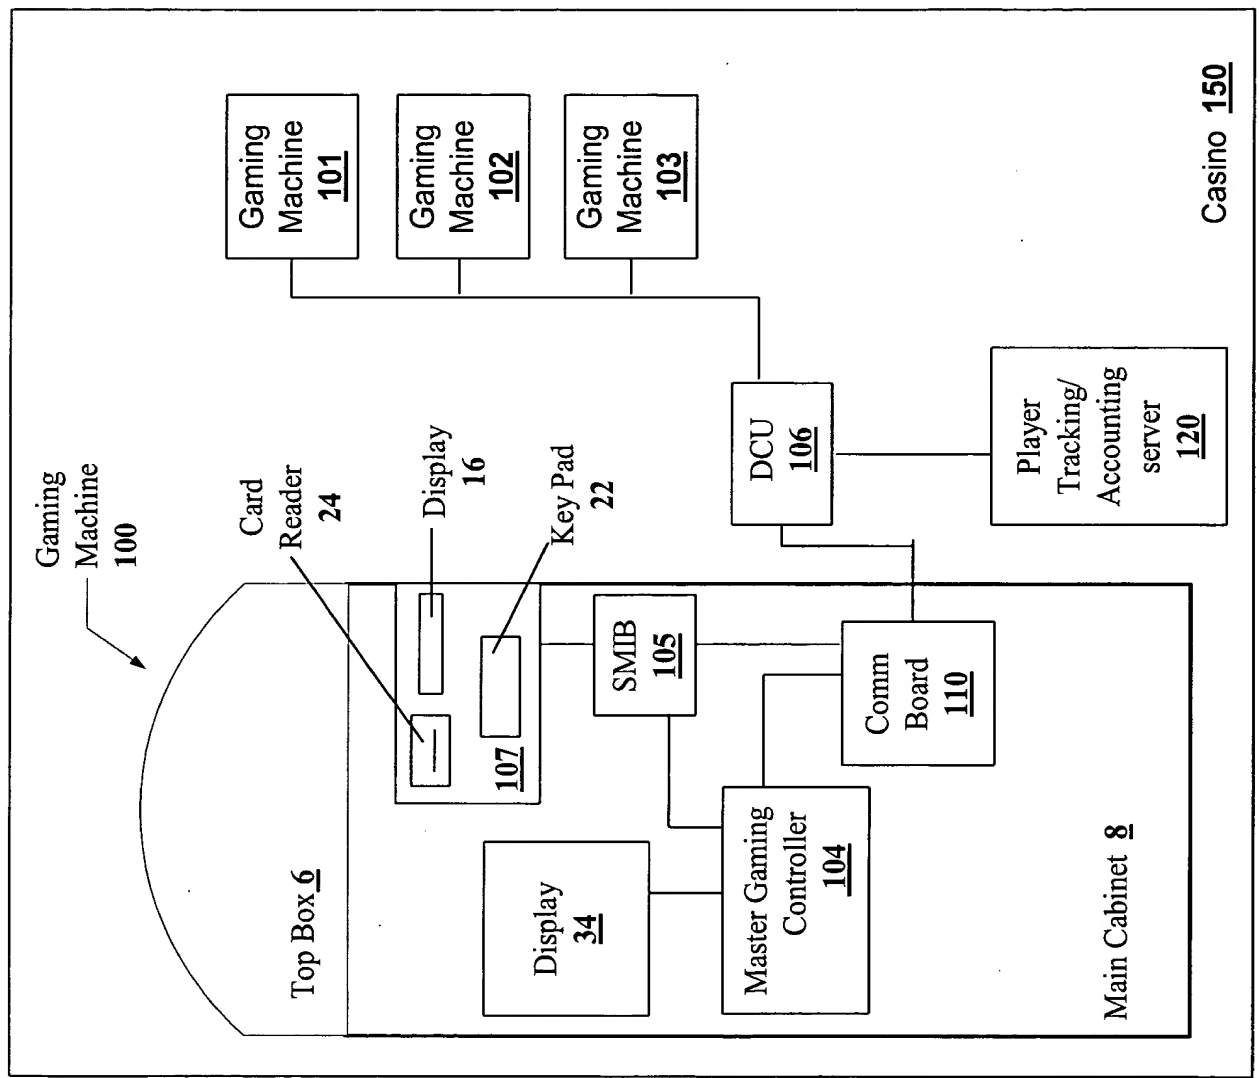 Gaming
Machine
100
Card
Reader
24
Display
16
Key Pad
22
Gaming
Machine
101
Gaming
Machine
102
Gaming
Machine
103
Top Box 6
107
SMIB
105
Display
34
Master Gaming
Controller
104
Comm
Board
110
Main Cabinet 8
DCU
106
Player
Tracking/
Accounting
server
120
Casino 150